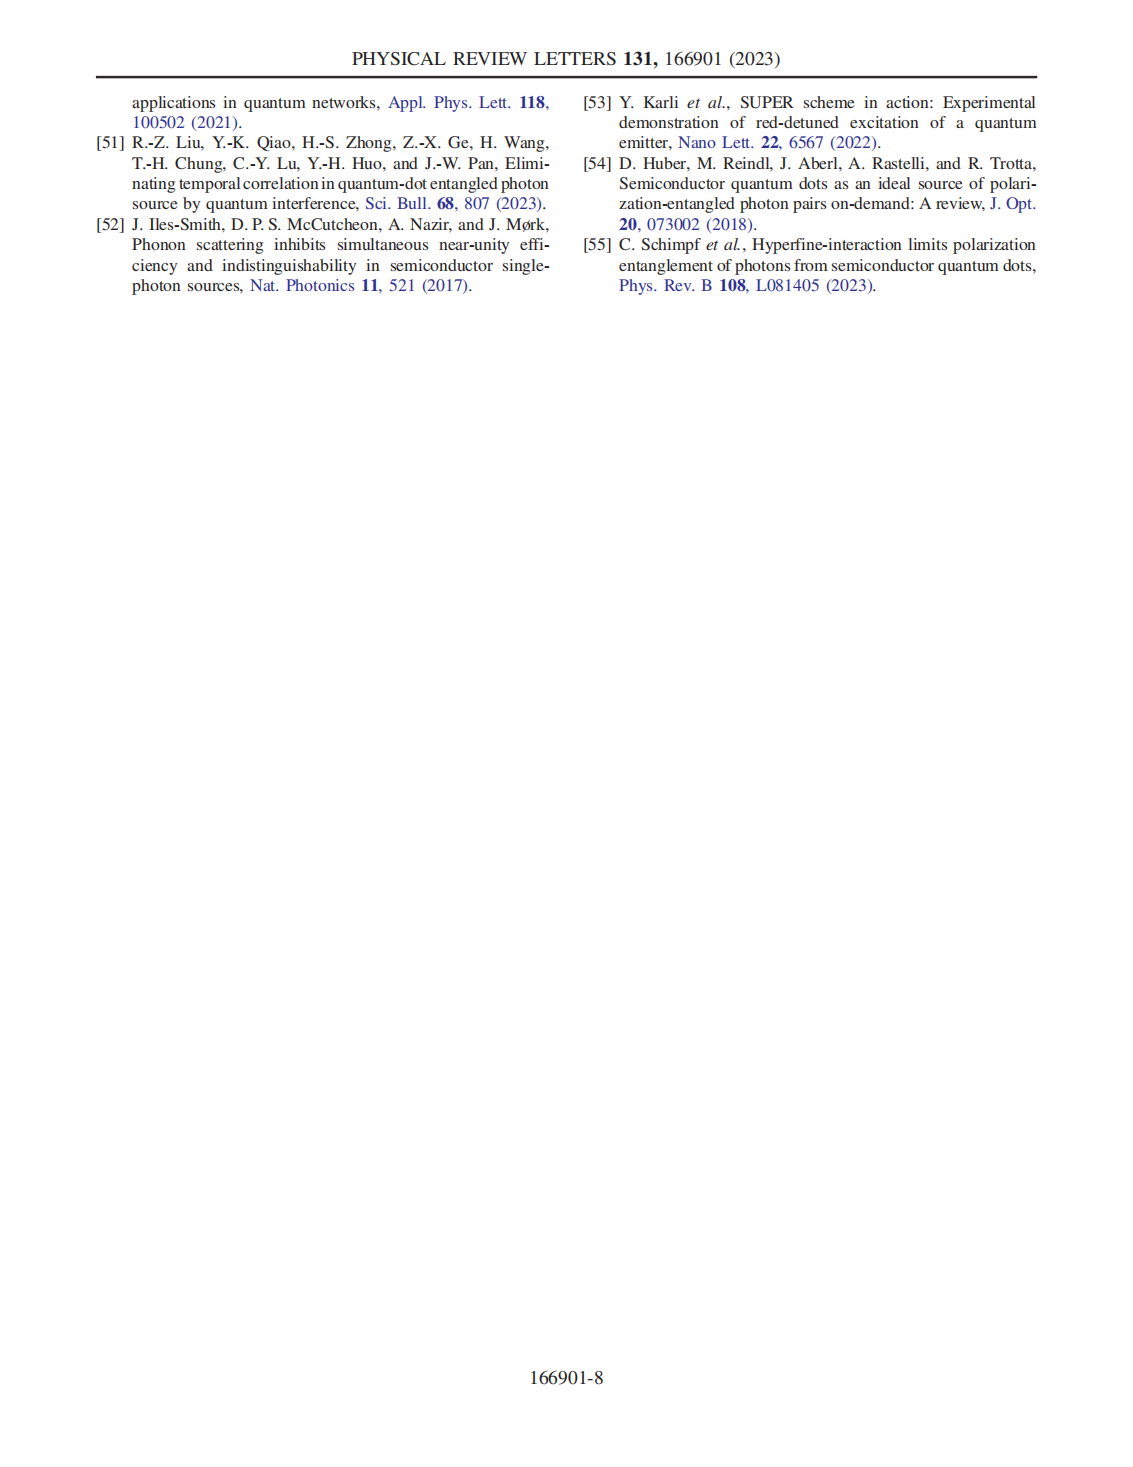 PHYSICAL REVIEW LETTERS 131, 166901 (2023)
applications in quantum networks, Appl. Phys. Lett. 118,
100502 (2021).
[51] R.-Z. Liu, Y.-K. Qiao, H.-S. Zhong, Z.-X. Ge, H. Wang,
T.-H. Chung, C.-Y. Lu, Y.-H. Huo, and J.-W. Pan, Elimi-
nating temporal correlation in quantum-dot entangled photon
source by quantum interference, Sci. Bull. 68, 807 (2023).
[52] J. Iles-Smith, D. P. S. McCutcheon, A. Nazir, and J. Mørk,
Phonon scattering inhibits simultaneous near-unity effi-
ciency and indistinguishability in semiconductor single-
photon sources, Nat. Photonics 11, 521 (2017).
[53] Y. Karli et al., SUPER scheme in action: Experimental
demonstration of red-detuned excitation of a quantum
emitter, Nano Lett. 22, 6567 (2022).
[54] D. Huber, M. Reindl, J. Aberl, A. Rastelli, and R. Trotta,
Semiconductor quantum dots as an ideal source of polari-
zation-entangled photon pairs on-demand: A review, J. Opt.
20, 073002 (2018).
[55] C. Schimpf et al., Hyperfine-interaction limits polarization
entanglement of photons from semiconductor quantum dots,
Phys. Rev. B 108, L081405 (2023).
166901-8